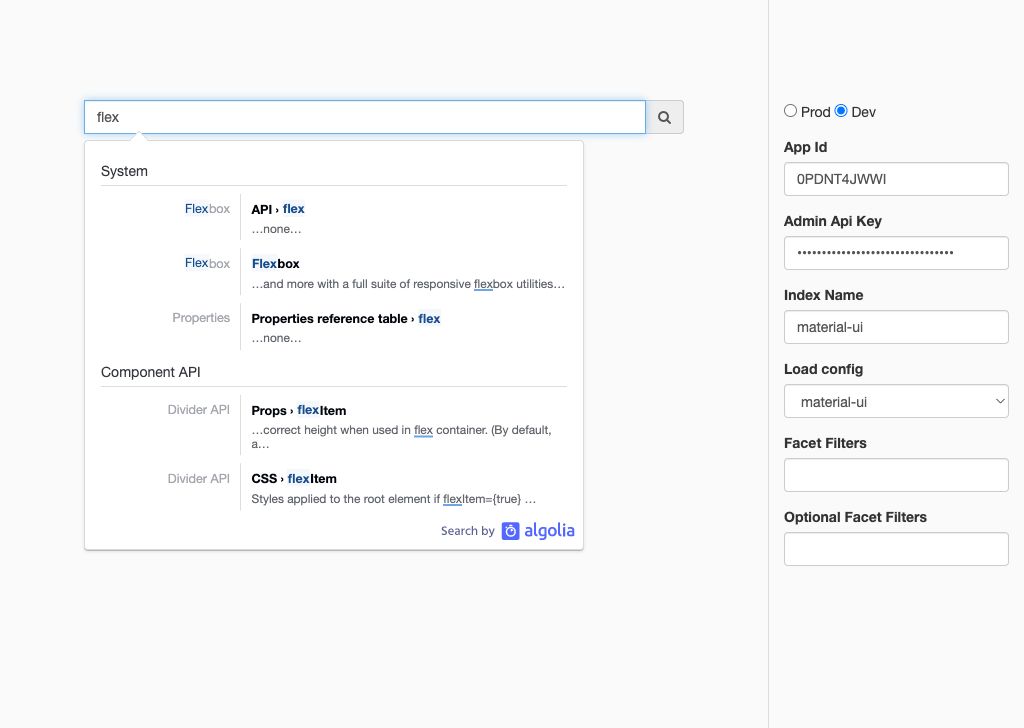 flex
System
Flexbox
API › flex
…none…
Flexbox
Flexbox
…and more with a full suite of responsive flexbox utilities…
Properties
Properties reference table › flex
…none…
Component API
Divider API
Props › flexItem
…correct height when used in flex container. (By default,
a…
Divider API
CSS › flexItem
Styles applied to the root element if flexItem={true} …
Search by algolia
Prod Dev
App Id
0PDNT4JWWI
Admin Api Key
••••••••••••••••••••••••••••••••
Index Name
material-ui
Load config
material-ui
Facet Filters
Optional Facet Filters